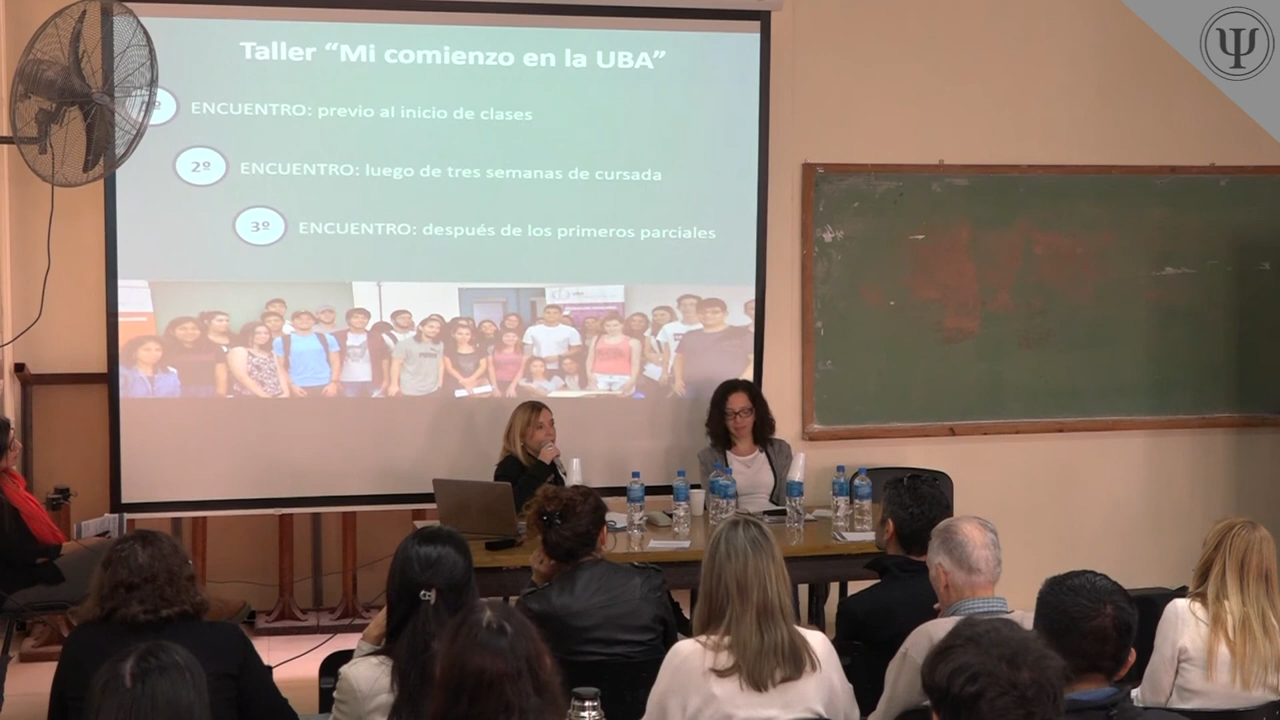 Taller “Mi comienzo en la UBA”
ENCUENTRO: previo al inicio de clases
2º ENCUENTRO: luego de tres semanas de cursada
3º ENCUENTRO: después de los primeros parciales
Ψ